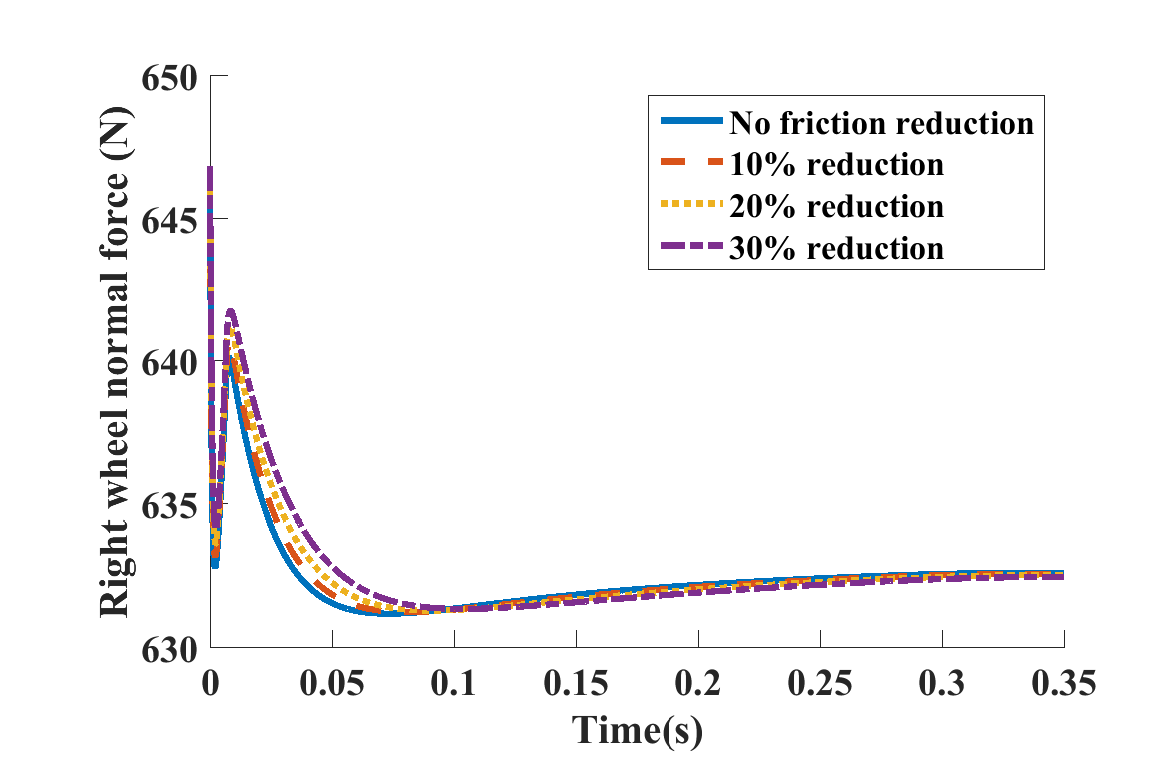 Right wheel normal force (N)
650
645
640
635
630
0 0.05 0.1 0.15 0.2 0.25 0.3 0.35
Time(s)
No friction reduction
10% reduction
20% reduction
30% reduction